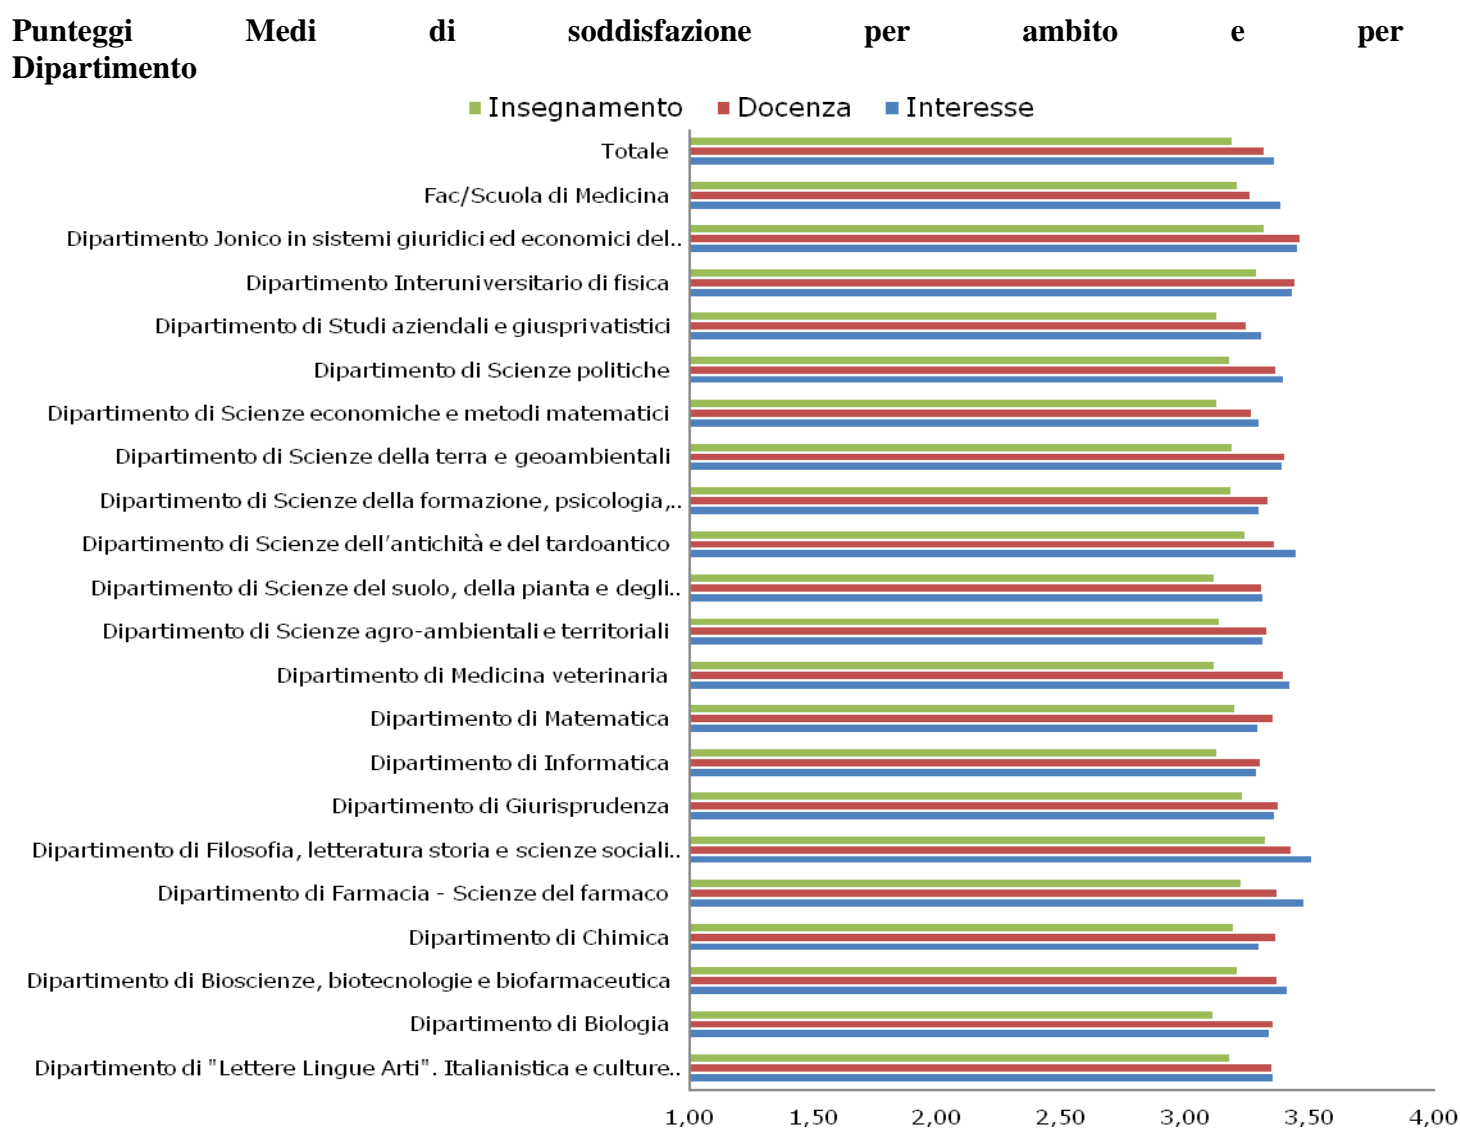 Punteggi Medi di soddisfazione per ambito e per
Dipartimento
Insegnamento Docenza Interesse
Totale
Fac/Scuola di Medicina
Dipartimento Jonico in sistemi giuridici ed economici del..
Dipartimento Interuniversitario di fisica
Dipartimento di Studi aziendali e giusprivatistici
Dipartimento di Scienze politiche
Dipartimento di Scienze economiche e metodi matematici
Dipartimento di Scienze della terra e geoambientali
Dipartimento di Scienze della formazione, psicologia,..
Dipartimento di Scienze dell'antichità e del tardoantico
Dipartimento di Scienze del suolo, della pianta e degli..
Dipartimento di Scienze agro-ambientali e territoriali
Dipartimento di Medicina veterinaria
Dipartimento di Matematica
Dipartimento di Informatica
Dipartimento di Giurisprudenza
Dipartimento di Filosofia, letteratura storia e scienze sociali..
Dipartimento di Farmacia - Scienze del farmaco
Dipartimento di Chimica
Dipartimento di Bioscienze, biotecnologie e biofarmaceutica
Dipartimento di Biologia
Dipartimento di "Lettere Lingue Arti". Italianistica e culture..
1,00 1,50 2,00 2,50 3,00 3,50 4,00